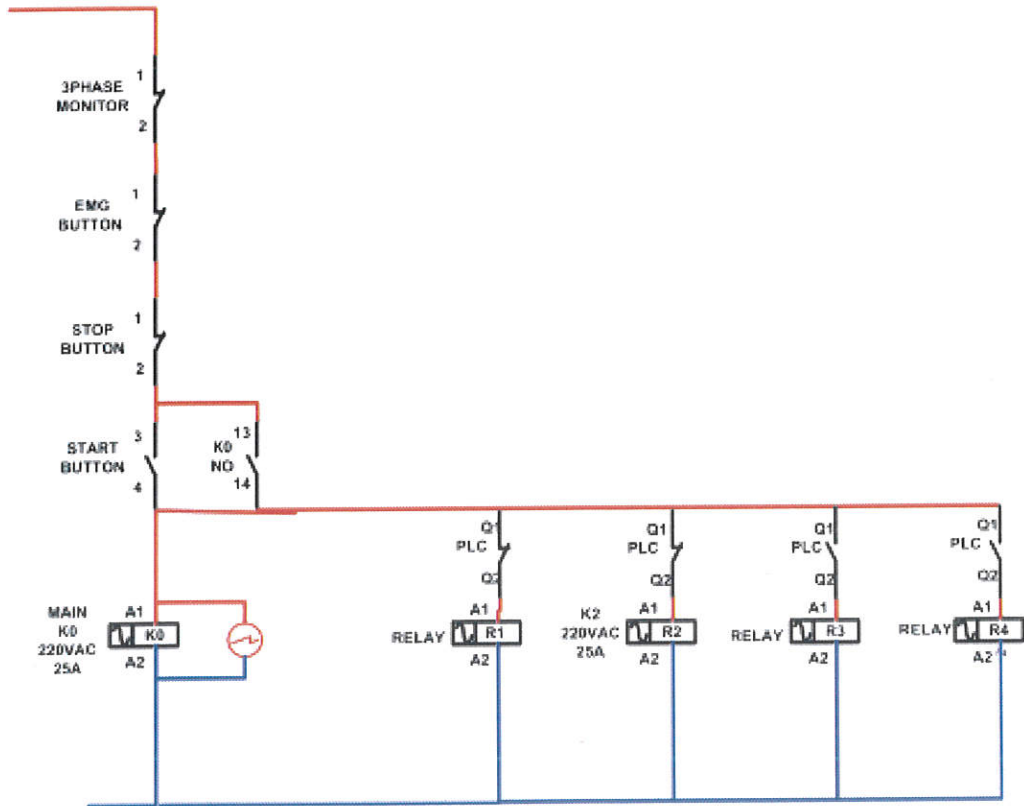 1
3PHASE
MONITOR
2
1
EMG
BUTTON
2
1
STOP
BUTTON
2
3
START
BUTTON
4
13
K0
NO
14
Q1
PLC
Q2
Q1
PLC
Q2
Q1
PLC
Q2
Q1
PLC
Q2
MAIN
K0
220VAC
25A
A1
K0
A2
RELAY
A1
R1
A2
K2
220VAC
25A
A1
R2
A2
RELAY
A1
R3
A2
RELAY
A1
R4
A2